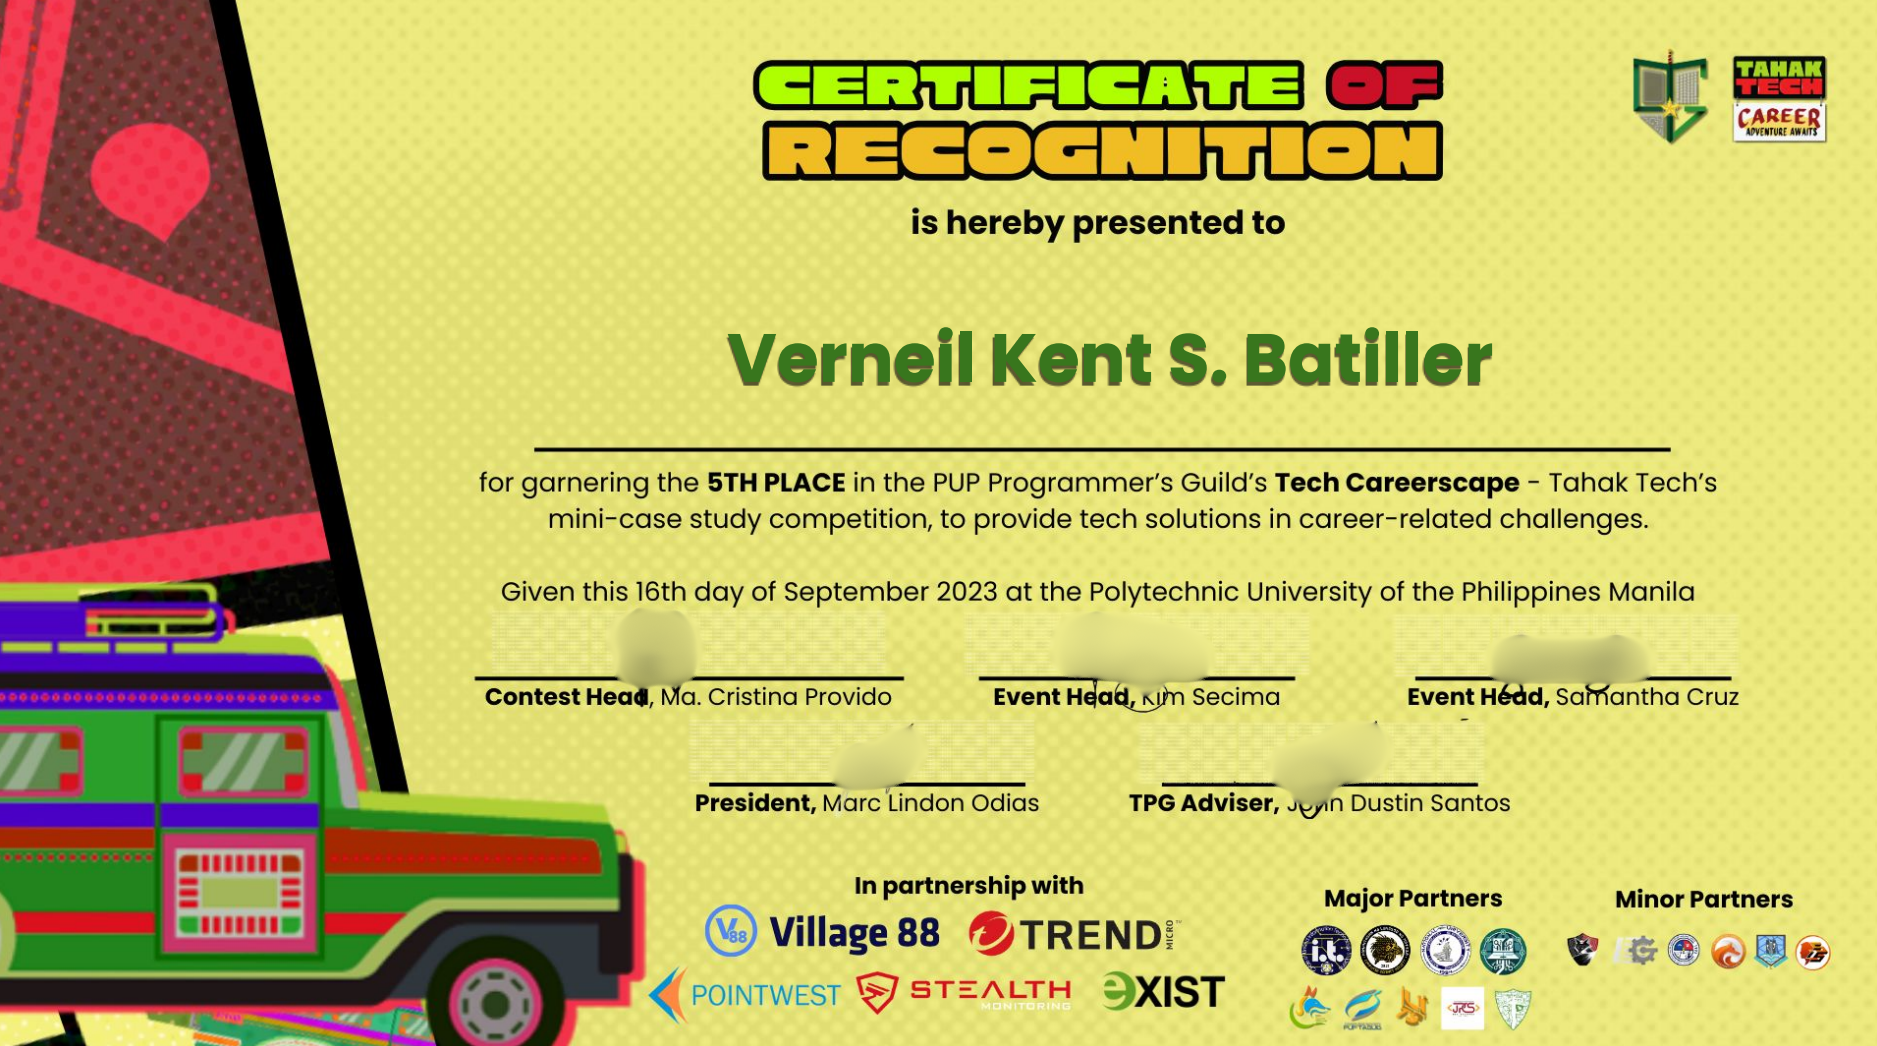 CERTIFICATE OF
RECOGNITION
TAHAK
TECH
CAREER
ADVENTURE AWAITS
is hereby presented to
Verneil Kent S. Batiller
for garnering the 5TH PLACE in the PUP Programmer's Guild's Tech Careerscape - Tahak Tech's
mini-case study competition, to provide tech solutions in career-related challenges.
Given this 16th day of September 2023 at the Polytechnic University of the Philippines Manila
Contest Head, Ma. Cristina Provido
Event Head, Kim Secima
Event Head, Samantha Cruz
President, Marc Lindon Odias
TPG Adviser, John Dustin Santos
In partnership with
V88 Village 88
TREND MICRO™
POINTWEST
STEALTH
MONITORING
eXIST
Major Partners
i.t.
JPCS
Minor Partners